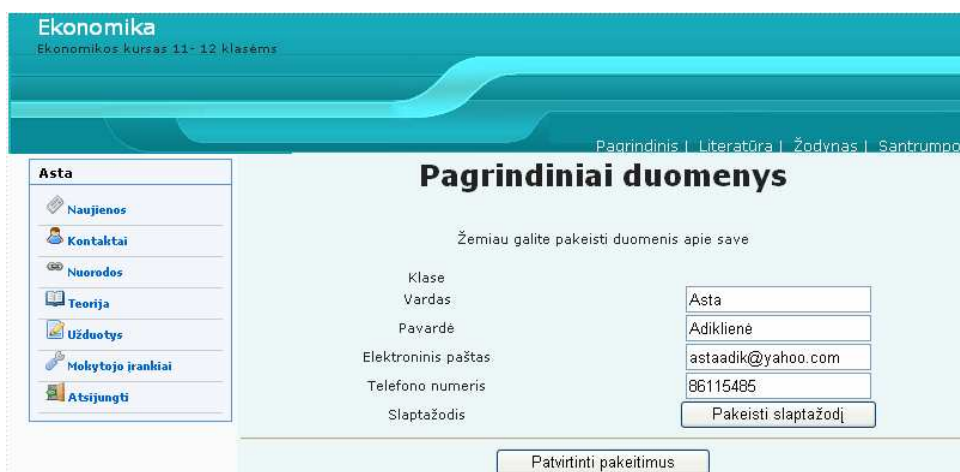 Ekonomika
Ekonomikos kursas 11- 12 klasėms
Pagrindinis | Literatūra | Žodynas | Santrumpo
Asta
Naujienos
Kontaktai
Nuorodos
Teorija
Užduotys
Mokytojo įrankiai
Atsijungti
Pagrindiniai duomenys
Žemiau galite pakeisti duomenis apie save
Klase
Vardas Asta
Pavardė Adiklienė
Elektroninis paštas astaadik@yahoo.com
Telefono numeris 86115485
Slaptažodis Pakeisti slaptažodį
Patvirtinti pakeitimus